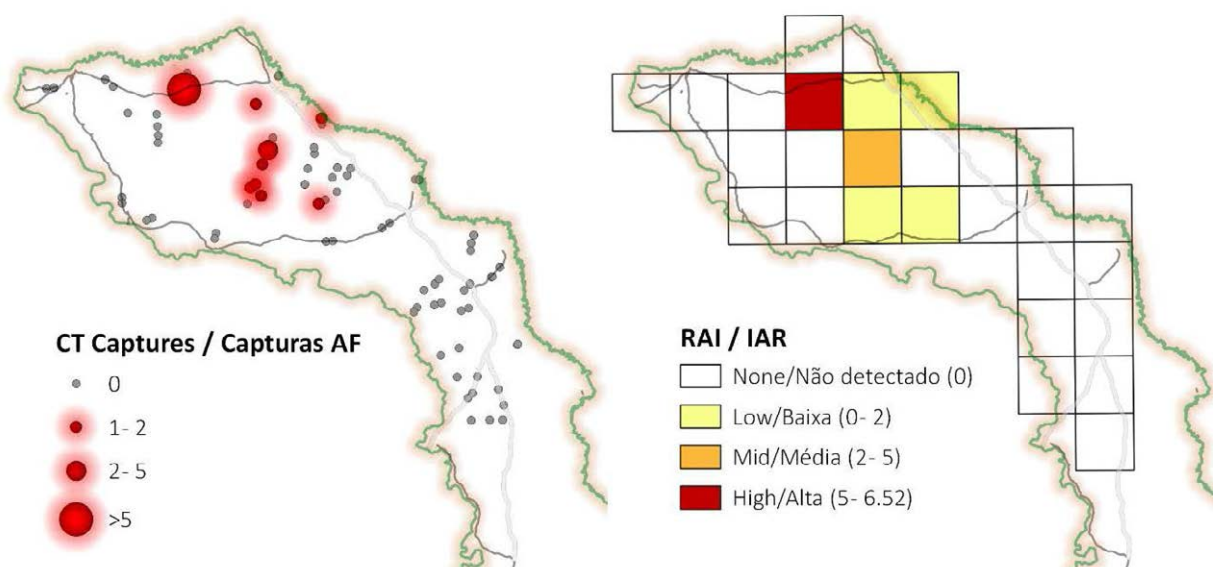 CT Captures / Capturas AF
0
1- 2
2- 5
>5
RAI / IAR
None/Não detectado (0)
Low/Baixa (0- 2)
Mid/Média (2- 5)
High/Alta (5- 6.52)